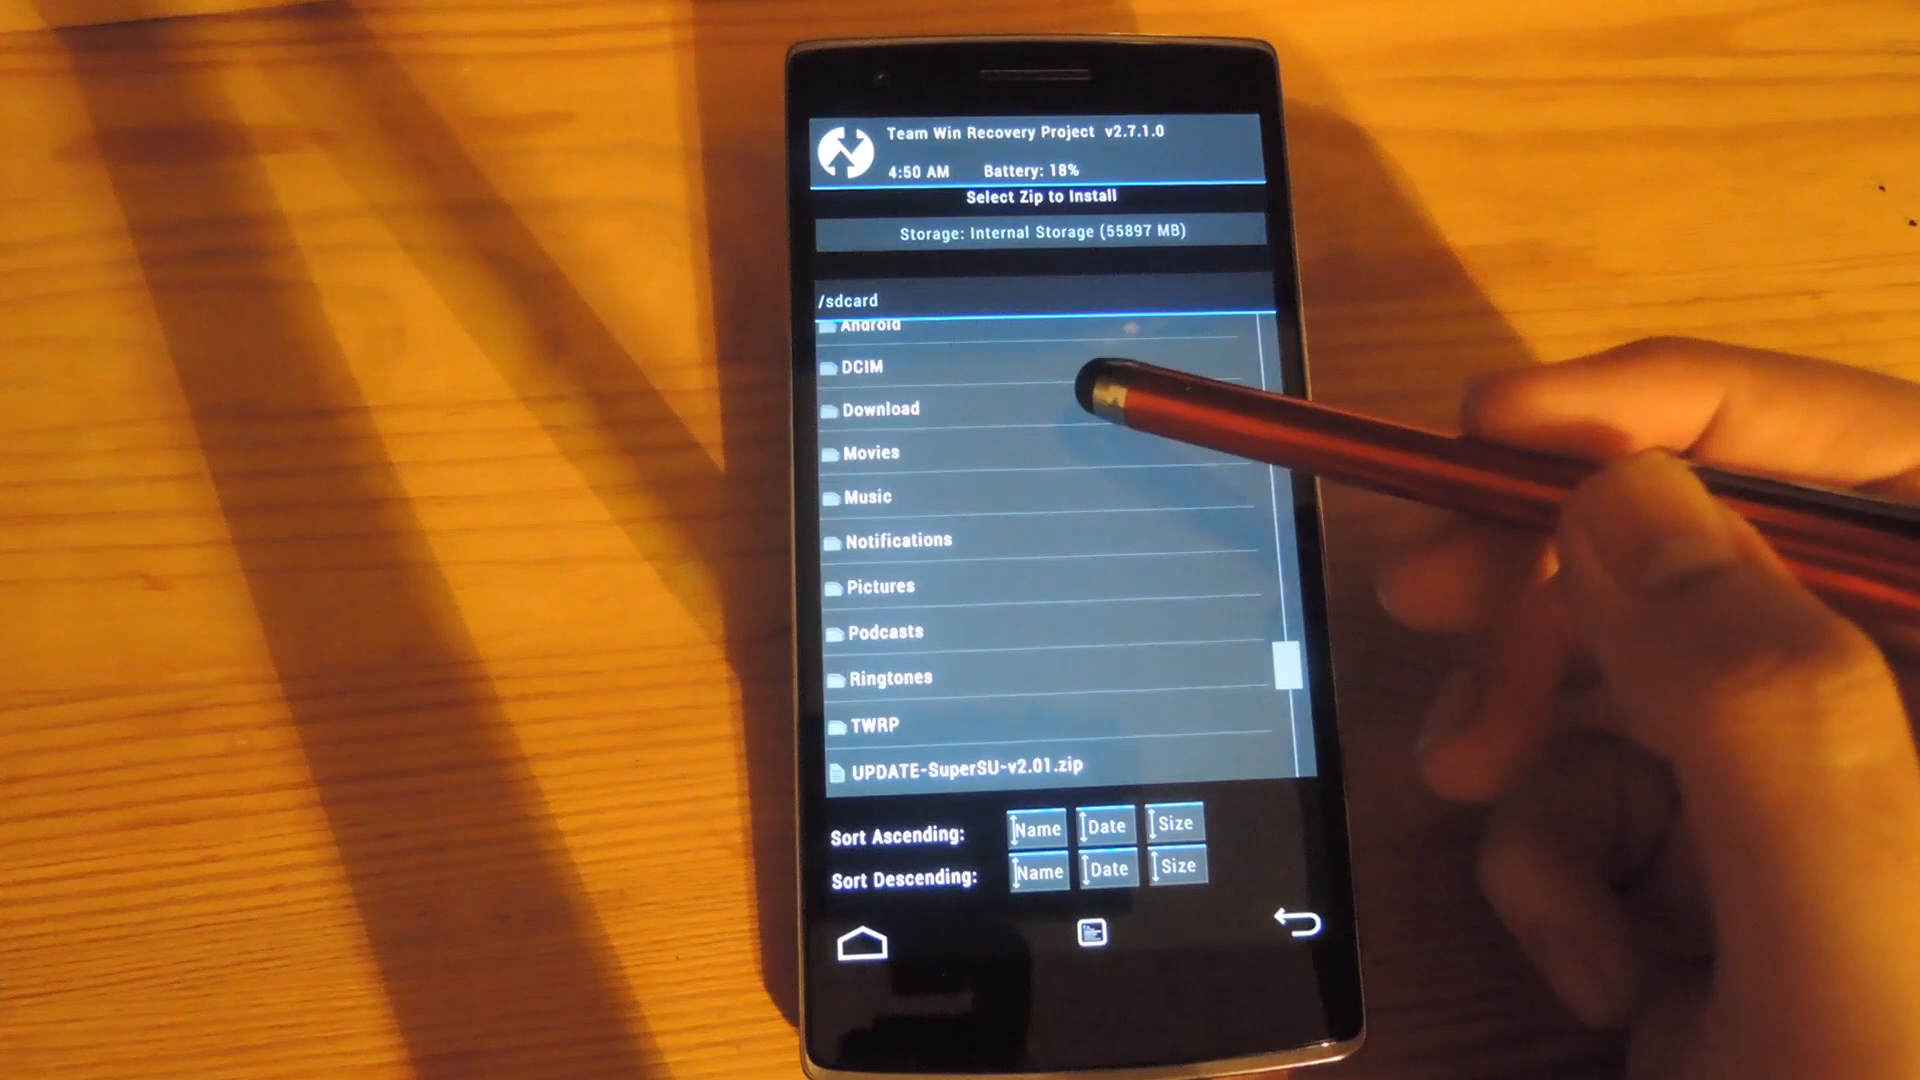 Team Win Recovery Project v2.7.1.0
4:50 AM Battery: 18%
Select Zip to Install
Storage: Internal Storage (55897 MB)
/sdcard
Android
DCIM
Download
Movies
Music
Notifications
Pictures
Podcasts
Ringtones
TWRP
UPDATE-SuperSU-v2.01.zip
Sort Ascending: Name Date Size
Sort Descending: Name Date Size